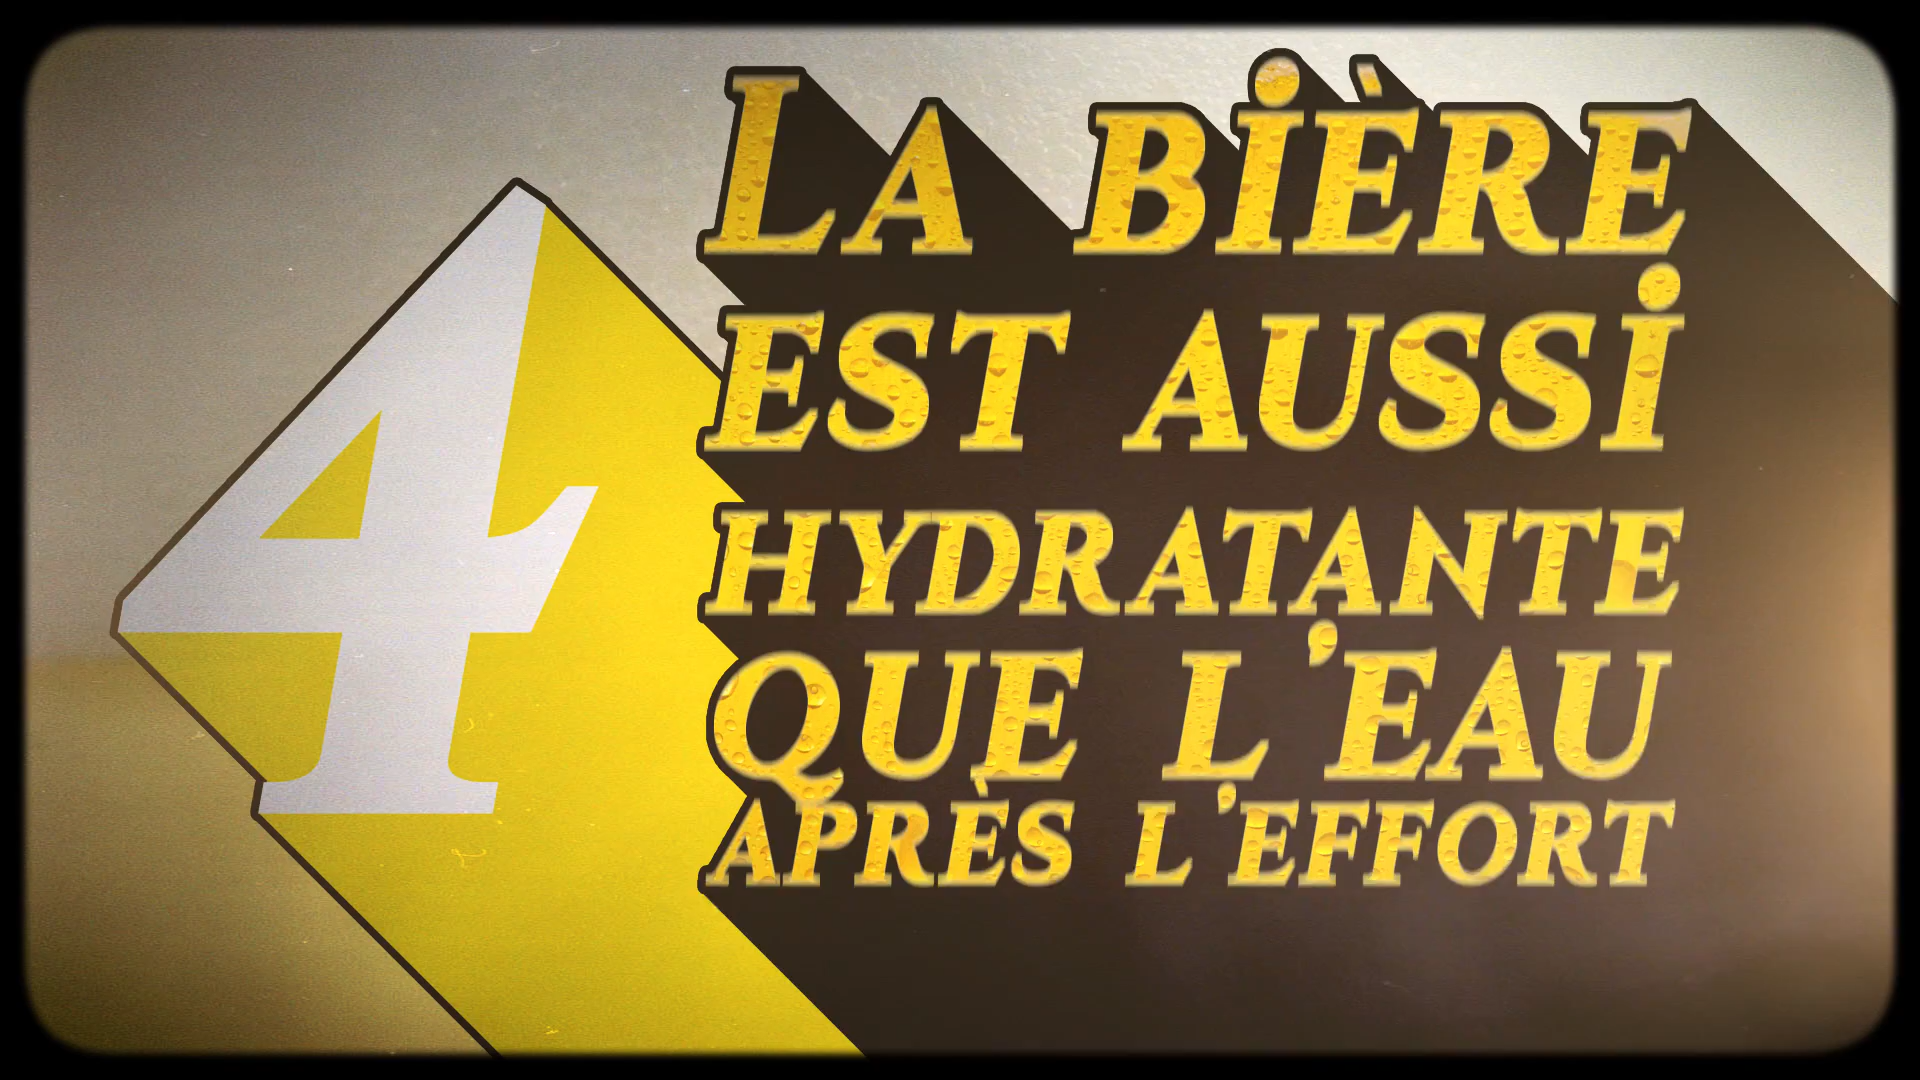 4
La bière
est aussi
hydratante
que l'eau
après l'effort